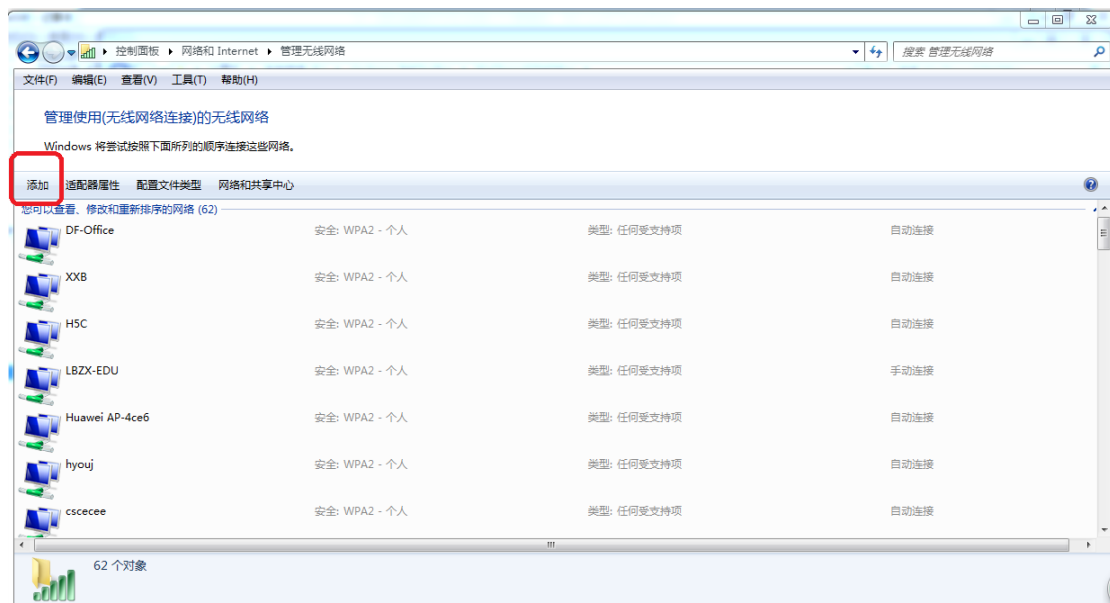 控制面板 ▸ 网络和 Internet ▸ 管理无线网络 搜索 管理无线网络
文件(F) 编辑(E) 查看(V) 工具(T) 帮助(H)
管理使用(无线网络连接)的无线网络
Windows 将尝试按照下面所列的顺序连接这些网络。
添加 适配器属性 配置文件类型 网络和共享中心
您可以查看、修改和重新排序的网络 (62)
DF-Office 安全: WPA2 - 个人 类型: 任何受支持项 自动连接
XXB 安全: WPA2 - 个人 类型: 任何受支持项 自动连接
H5C 安全: WPA2 - 个人 类型: 任何受支持项 自动连接
LBZX-EDU 安全: WPA2 - 个人 类型: 任何受支持项 手动连接
Huawei AP-4ce6 安全: WPA2 - 个人 类型: 任何受支持项 自动连接
hyouj 安全: WPA2 - 个人 类型: 任何受支持项 自动连接
cscecee 安全: WPA2 - 个人 类型: 任何受支持项 自动连接
62 个对象